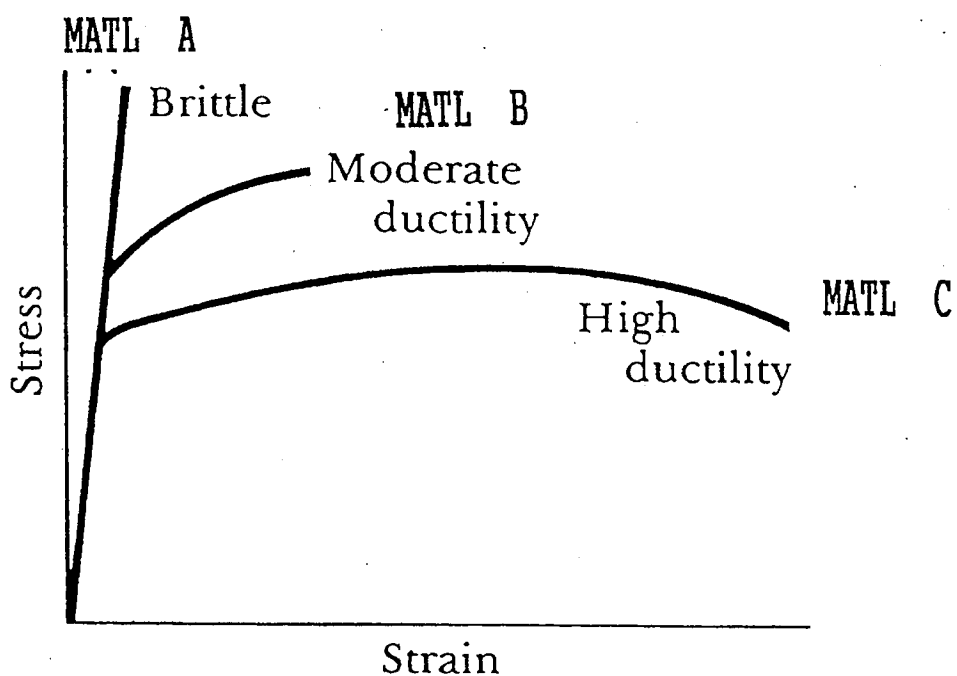 MATL A
Brittle
MATL B
Moderate
ductility
MATL C
High
ductility
Stress
Strain